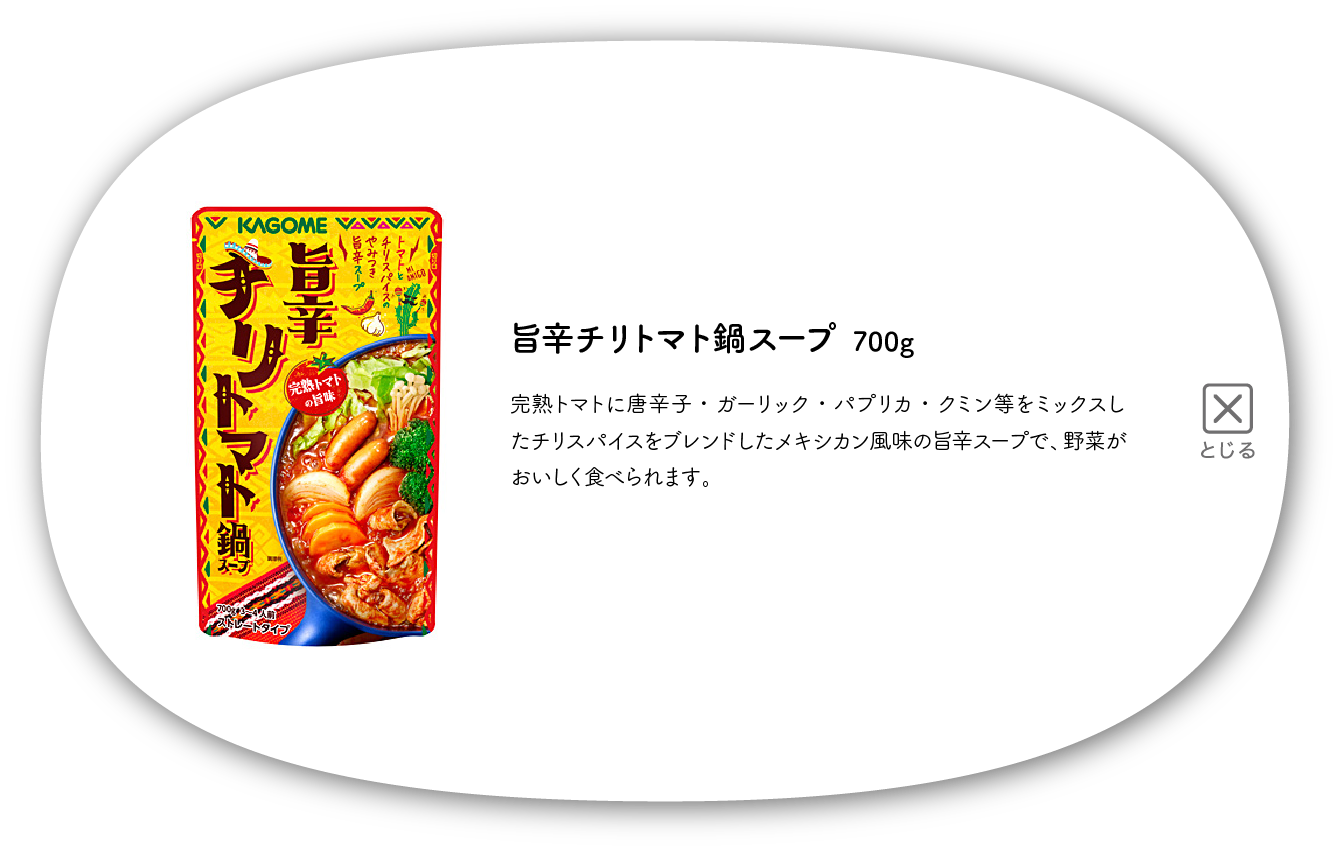 KAGOME
トマトと
チリスパイスの
やみつき
旨辛スープ
旨辛
チリトマト
鍋
スープ
完熟トマト
の旨味
700g・3〜4人前
ストレートタイプ
旨辛チリトマト鍋スープ 700g
完熟トマトに唐辛子・ガーリック・パプリカ・クミン等をミックスし
たチリスパイスをブレンドしたメキシカン風味の旨辛スープで、野菜が
おいしく食べられます。
とじる